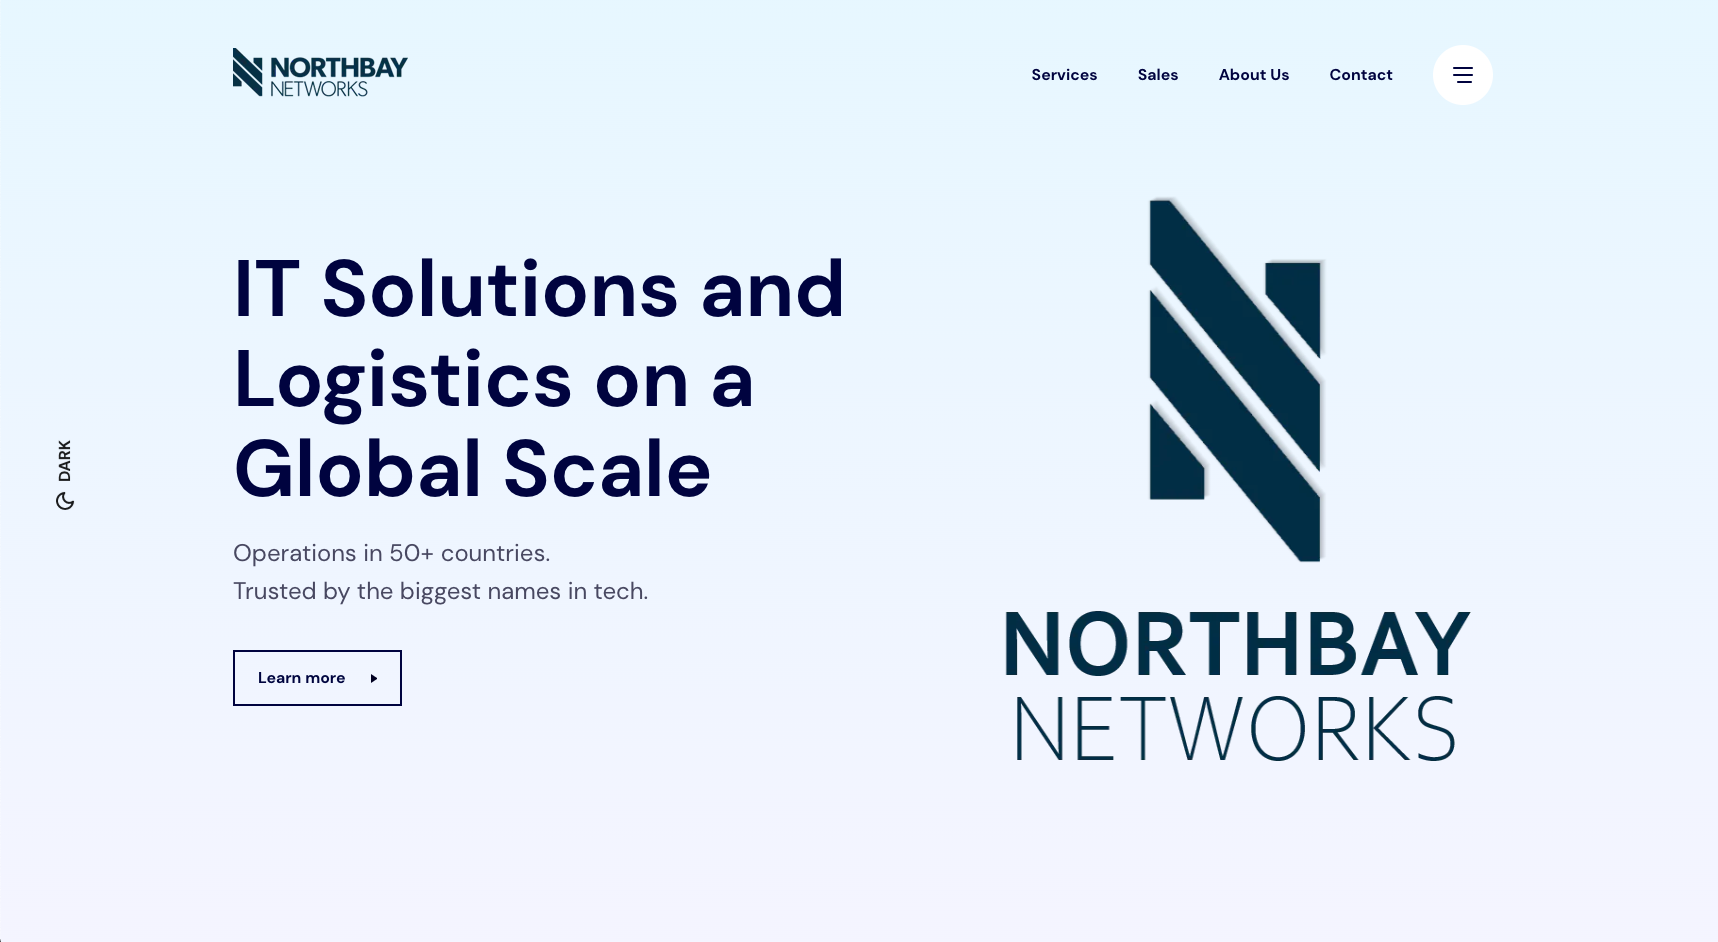 NORTHBAY
NETWORKS
Services Sales About Us Contact
IT Solutions and
Logistics on a
Global Scale
Operations in 50+ countries.
Trusted by the biggest names in tech.
Learn more
DARK
NORTHBAY
NETWORKS